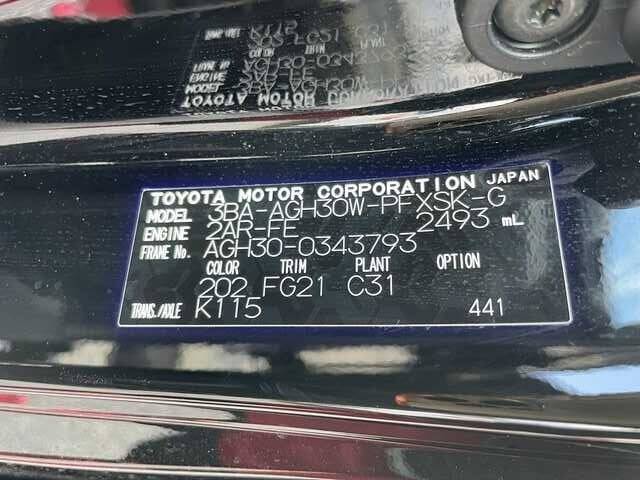 TOYOTA MOTOR CORPORATION JAPAN
MODEL 3BA-AGH30W-PFXSK-G
ENGINE 2AR-FE 2493 mL
FRAME No. AGH30-0343793
COLOR TRIM PLANT OPTION
202 FG21 C31
TRANS./AXLE K115 441